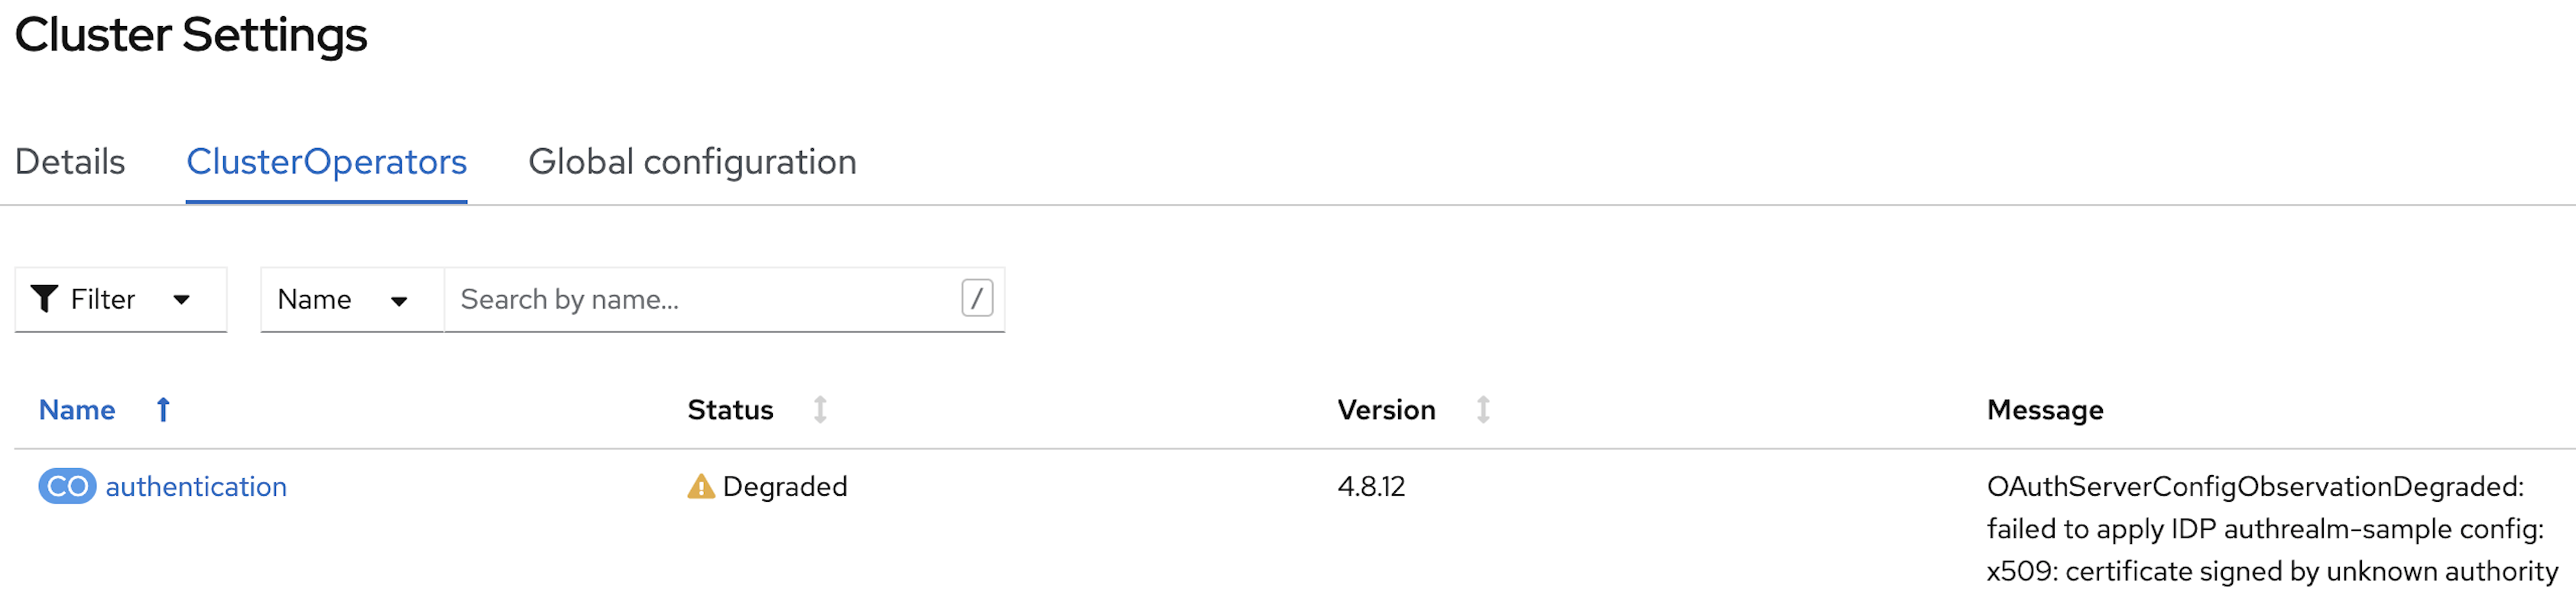 Cluster Settings
Details ClusterOperators Global configuration
Filter Name Search by name... /
Name Status Version Message
CO authentication Degraded 4.8.12 OAuthServerConfigObservationDegraded:
failed to apply IDP authrealm-sample config:
x509: certificate signed by unknown authority